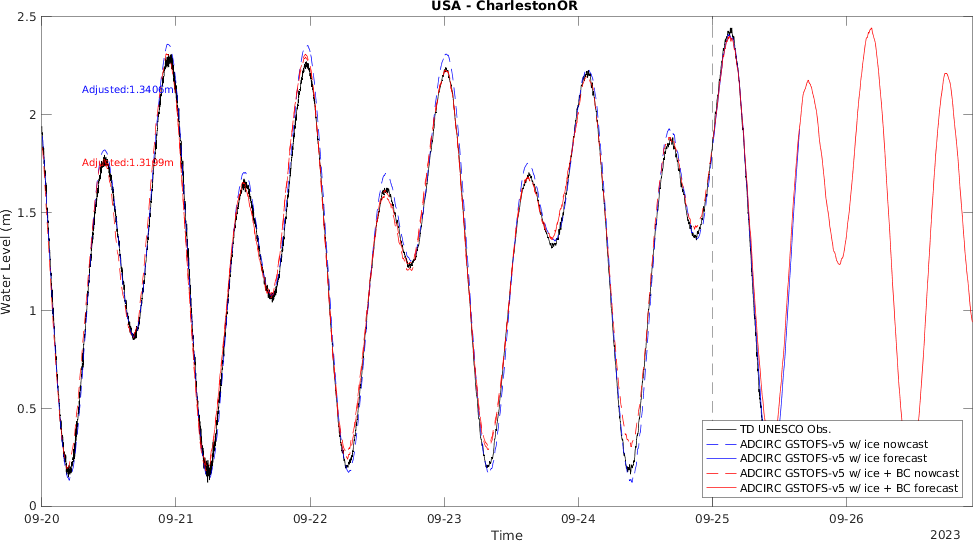 USA - CharlestonOR
2.5
2
1.5
1
0.5
0
Water Level (m)
Adjusted:1.3406m
Adjusted:1.3199m
TD UNESCO Obs.
ADCIRC GSTOFS-v5 w/ ice nowcast
ADCIRC GSTOFS-v5 w/ ice forecast
ADCIRC GSTOFS-v5 w/ ice + BC nowcast
ADCIRC GSTOFS-v5 w/ ice + BC forecast
09-20 09-21 09-22 09-23 09-24 09-25 09-26
Time
2023